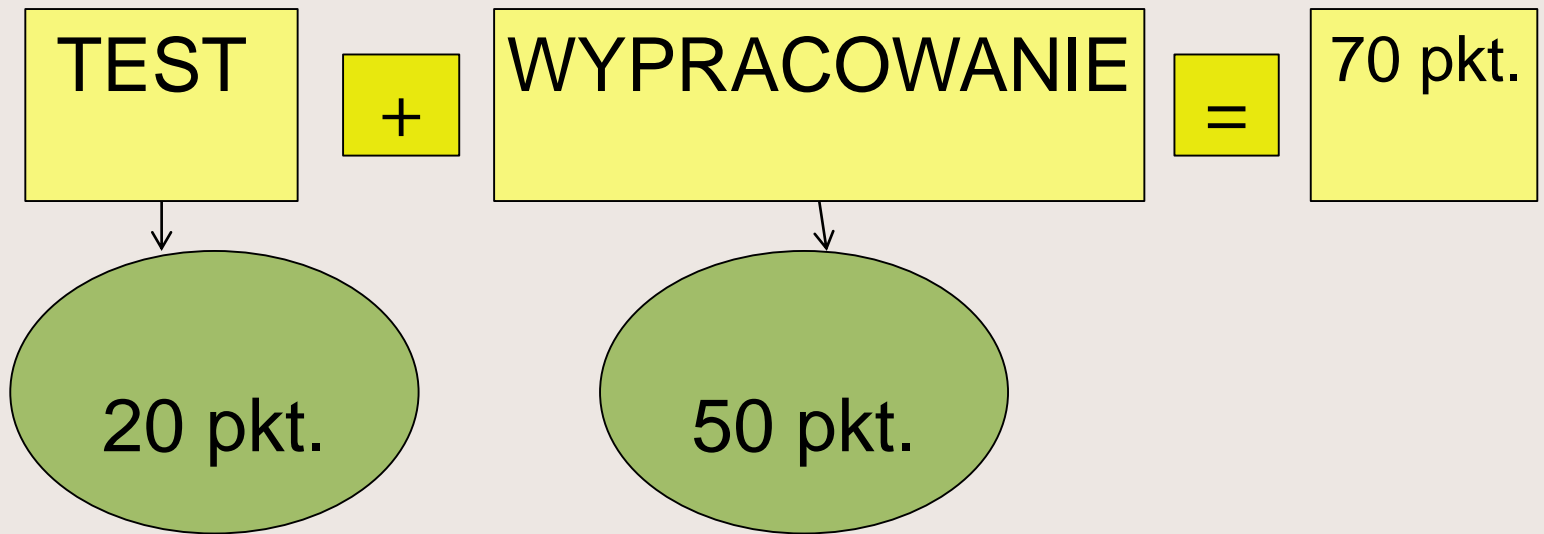 TEST
+
WYPRACOWANIE
=
70 pkt.
20 pkt.
50 pkt.